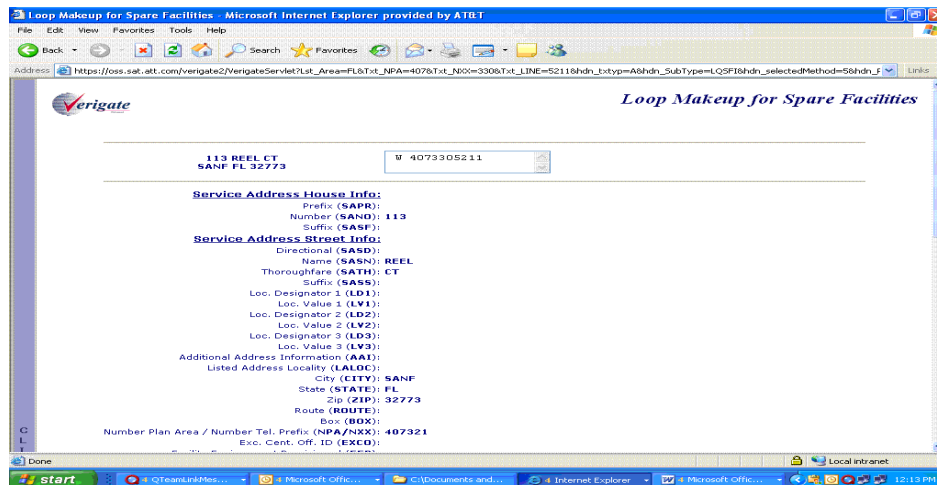 Loop Makeup for Spare Facilities - Microsoft Internet Explorer provided by AT&T
File Edit View Favorites Tools Help
Back Search Favorites
Address https://oss.sat.att.com/verigate2/VerigateServlet?Lst_Area=FL&Txt_NPA=407&Txt_NXX=330&Txt_LINE=5211&hdn_txtyp=A&hdn_SubType=LQSFI&hdn_selectedMethod=5&hdn_F Links
Verigate
Loop Makeup for Spare Facilities
113 REEL CT
SANF FL 32773
W 4073305211
Service Address House Info:
Prefix (SAPR):
Number (SANO): 113
Suffix (SASF):
Service Address Street Info:
Directional (SASD):
Name (SASN): REEL
Thoroughfare (SATH): CT
Suffix (SASS):
Loc. Designator 1 (LD1):
Loc. Value 1 (LV1):
Loc. Designator 2 (LD2):
Loc. Value 2 (LV2):
Loc. Designator 3 (LD3):
Loc. Value 3 (LV3):
Additional Address Information (AAI):
Listed Address Locality (LALOC):
City (CITY): SANF
State (STATE): FL
Zip (ZIP): 32773
Route (ROUTE):
Box (BOX):
Number Plan Area / Number Tel. Prefix (NPA/NXX): 407321
Exc. Cent. Off. ID (EXCO):
C
L
Done Local intranet
start 4 QTeamLinkMes... 4 Microsoft Offic... C:\Documents and... 4 Internet Explorer 4 Microsoft Offic... 12:13 PM